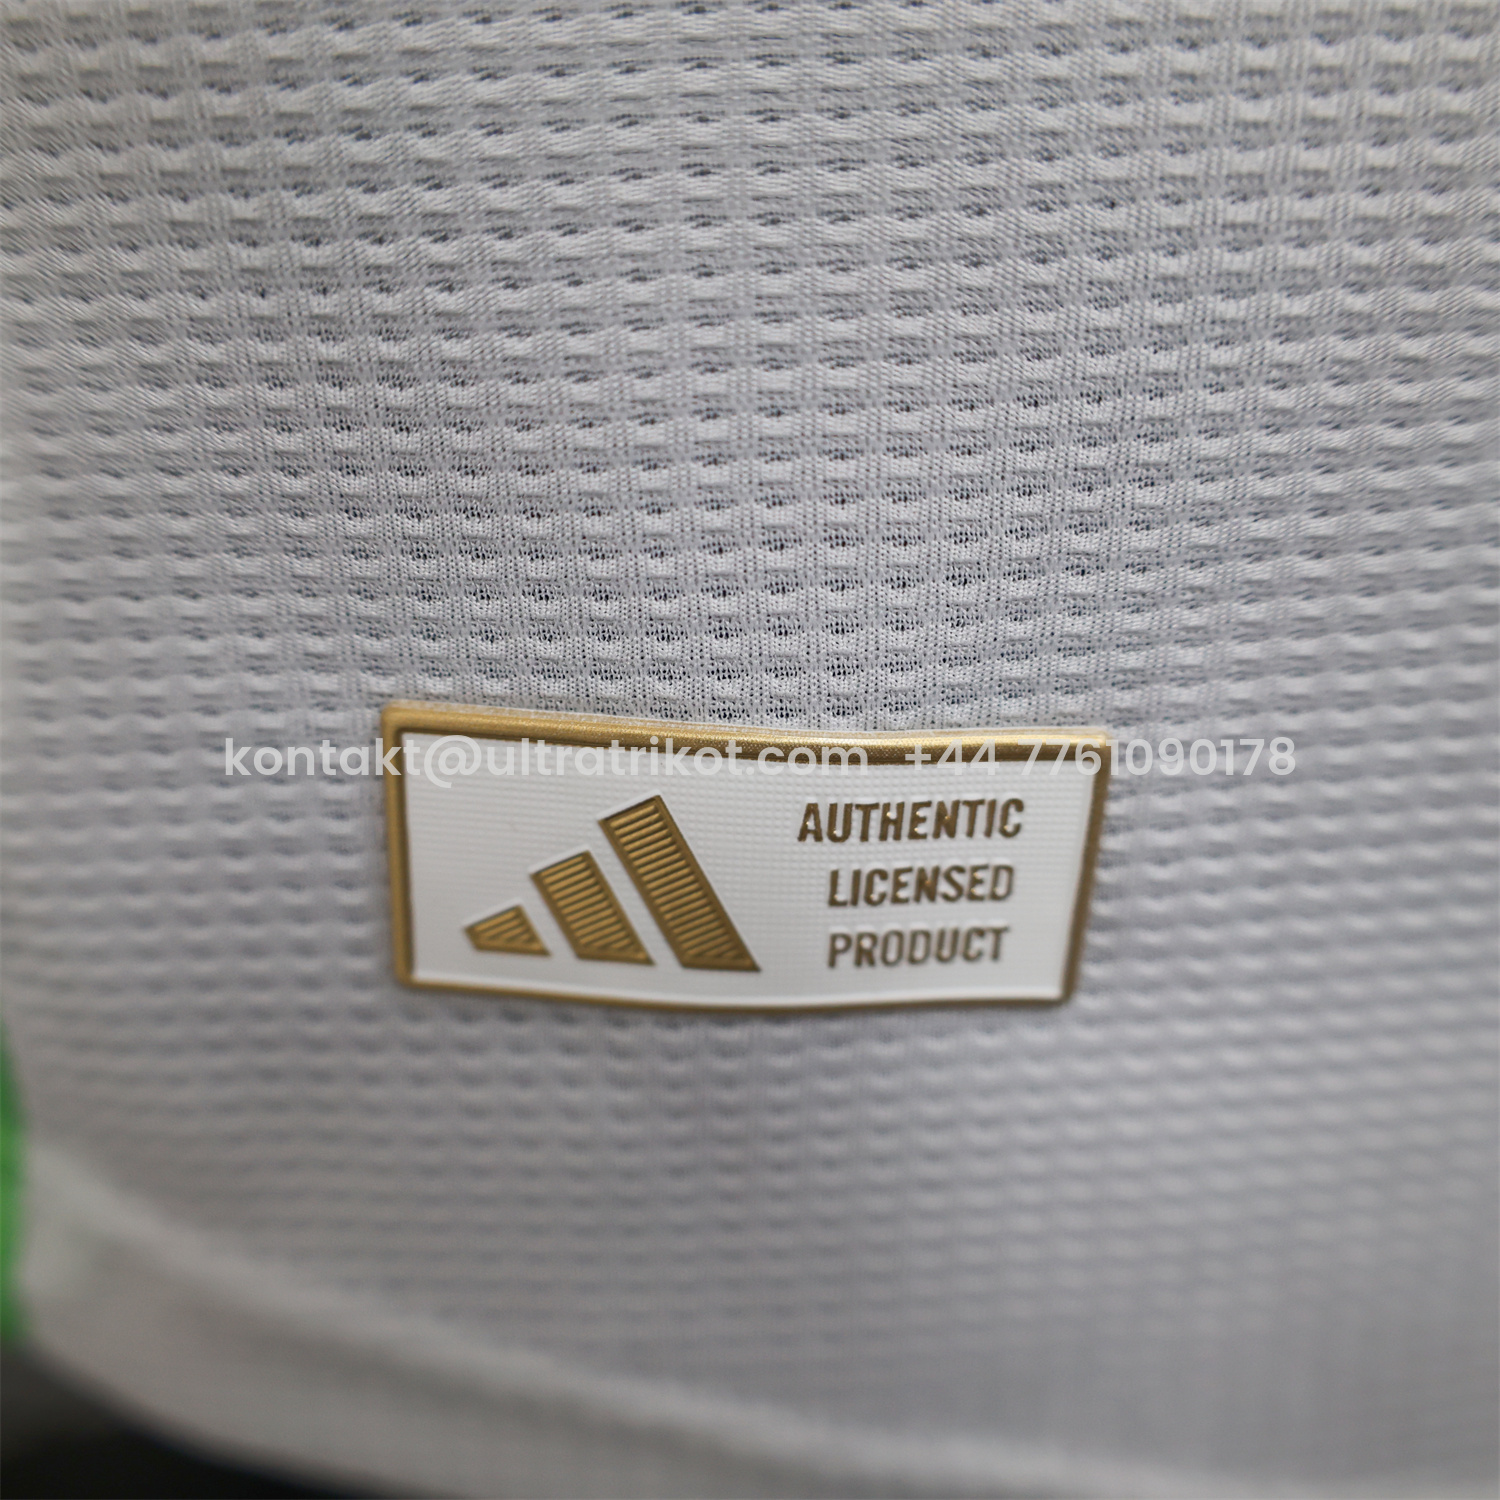 kontakt@ultratrikot.com +44 7761090178
AUTHENTIC
LICENSED
PRODUCT